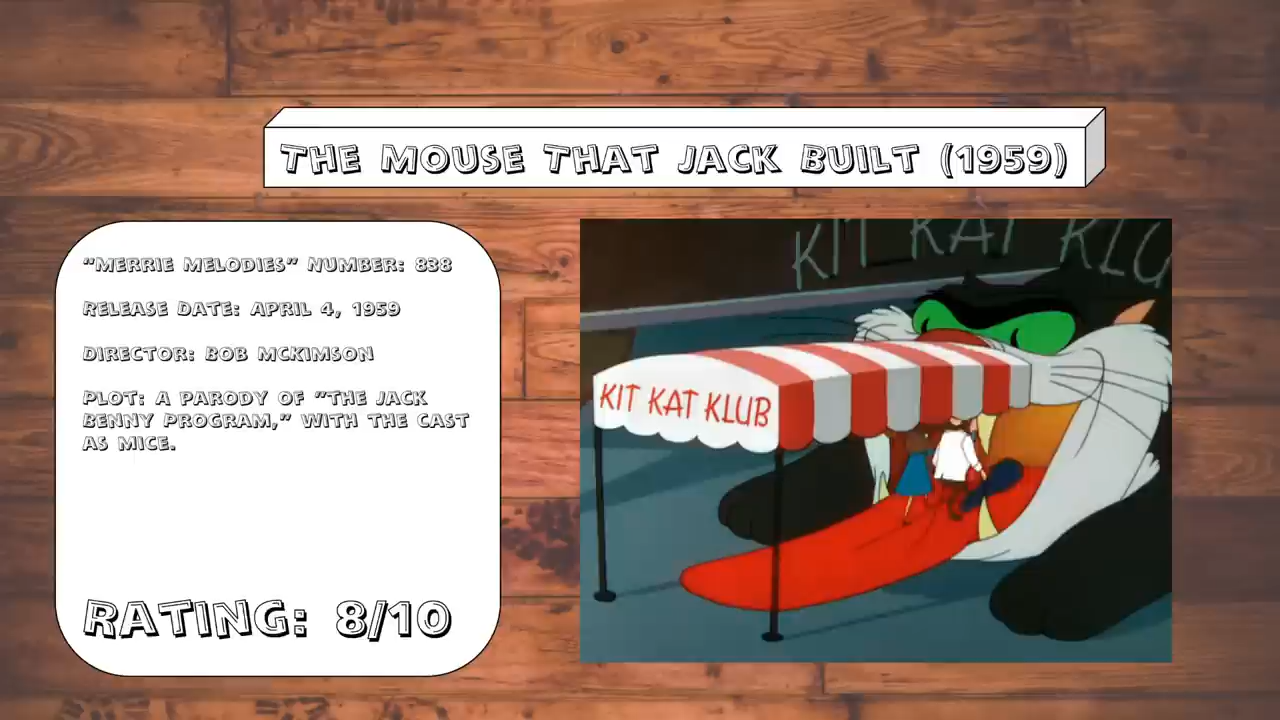 THE MOUSE THAT JACK BUILT (1959)
"MERRIE MELODIES" NUMBER: 838
RELEASE DATE: APRIL 4, 1959
DIRECTOR: BOB MCKIMSON
PLOT: A PARODY OF "THE JACK
BENNY PROGRAM," WITH THE CAST
AS MICE.
RATING: 8/10
KIT KAT KLU
KIT KAT KLUB